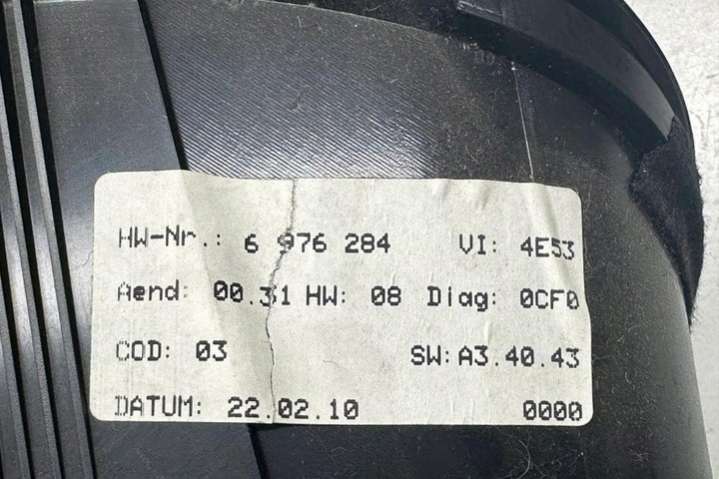 HW-Nr.: 6 976 284 VI: 4E53
Aend: 00.31 HW: 08 Diag: 0CF0
COD: 03 SW: A3.40.43
DATUM: 22.02.10 0000